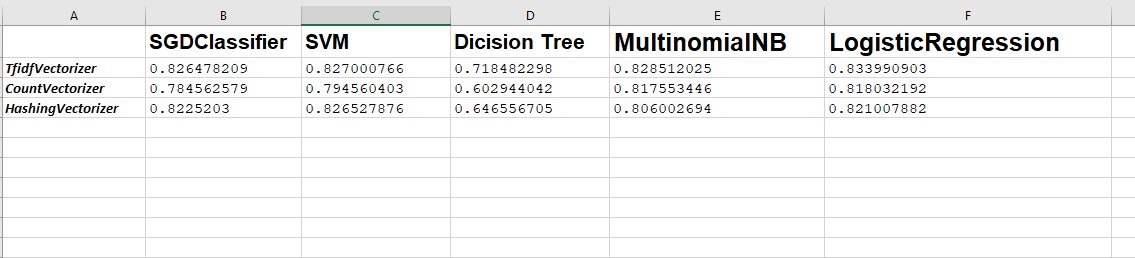 A B C D E F
SGDClassifier SVM Dicision Tree MultinomialNB LogisticRegression
TfidfVectorizer 0.826478209 0.827000766 0.718482298 0.828512025 0.833990903
CountVectorizer 0.784562579 0.794560403 0.602944042 0.817553446 0.818032192
HashingVectorizer 0.8225203 0.826527876 0.646556705 0.806002694 0.821007882